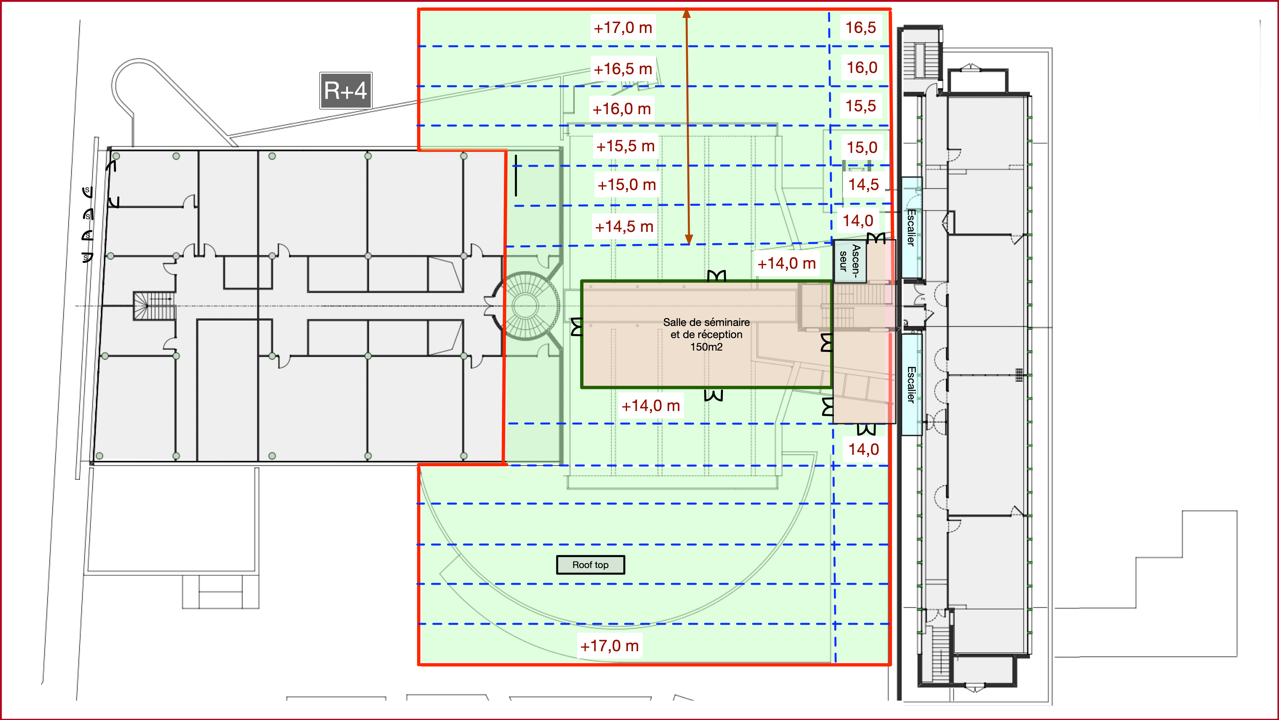 +17,0 m
16,5
+16,5 m
16,0
R+4
+16,0 m
15,5
+15,5 m
15,0
+15,0 m
14,5
+14,5 m
14,0
Escalier
+14,0 m
Ascen-
seur
Salle de séminaire
et de réception
150m2
Escalier
+14,0 m
14,0
Roof top
+17,0 m